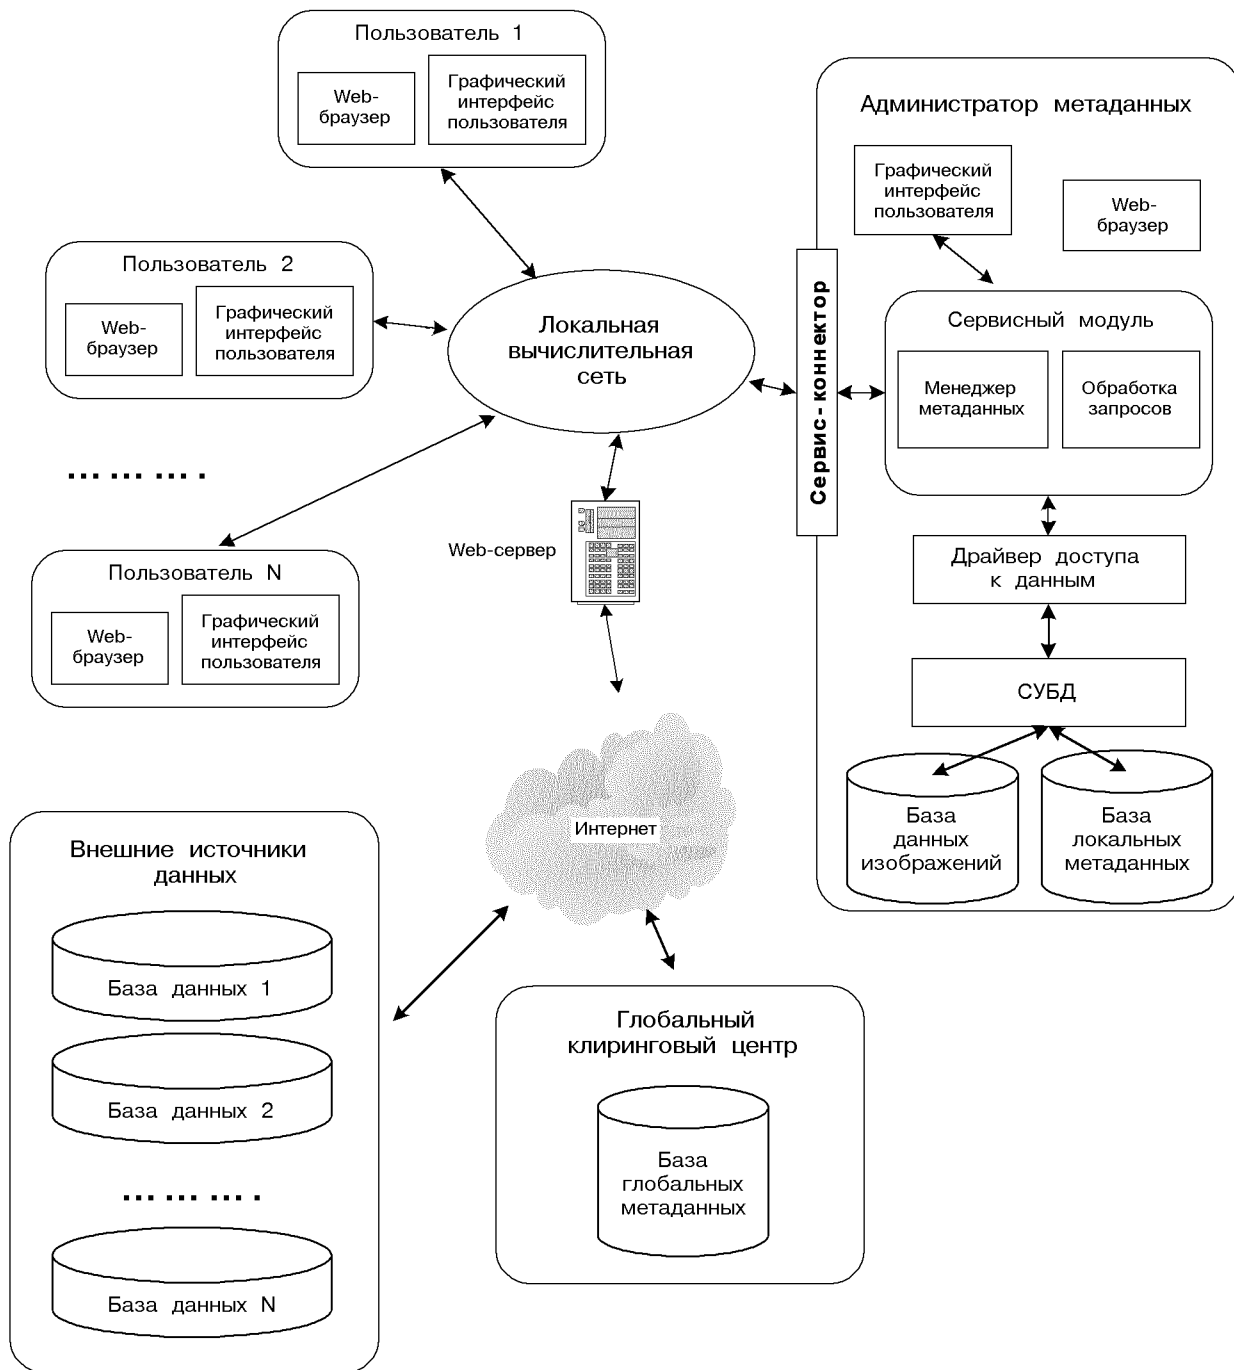 Пользователь 1
Web-
браузер
Графический
интерфейс
пользователя
Администратор метаданных
Графический
интерфейс
пользователя
Web-
браузер
Пользователь 2
Web-
браузер
Графический
интерфейс
пользователя
Локальная
вычислительная
сеть
Сервис-коннектор
Сервисный модуль
Менеджер
метаданных
Обработка
запросов
... ... ... .
Web-сервер
Драйвер доступа
к данным
Пользователь N
Web-
браузер
Графический
интерфейс
пользователя
СУБД
База
данных
изображений
База
локальных
метаданных
Интернет
Внешние источники
данных
База данных 1
База данных 2
... ... ... .
База данных N
Глобальный
клиринговый центр
База
глобальных
метаданных